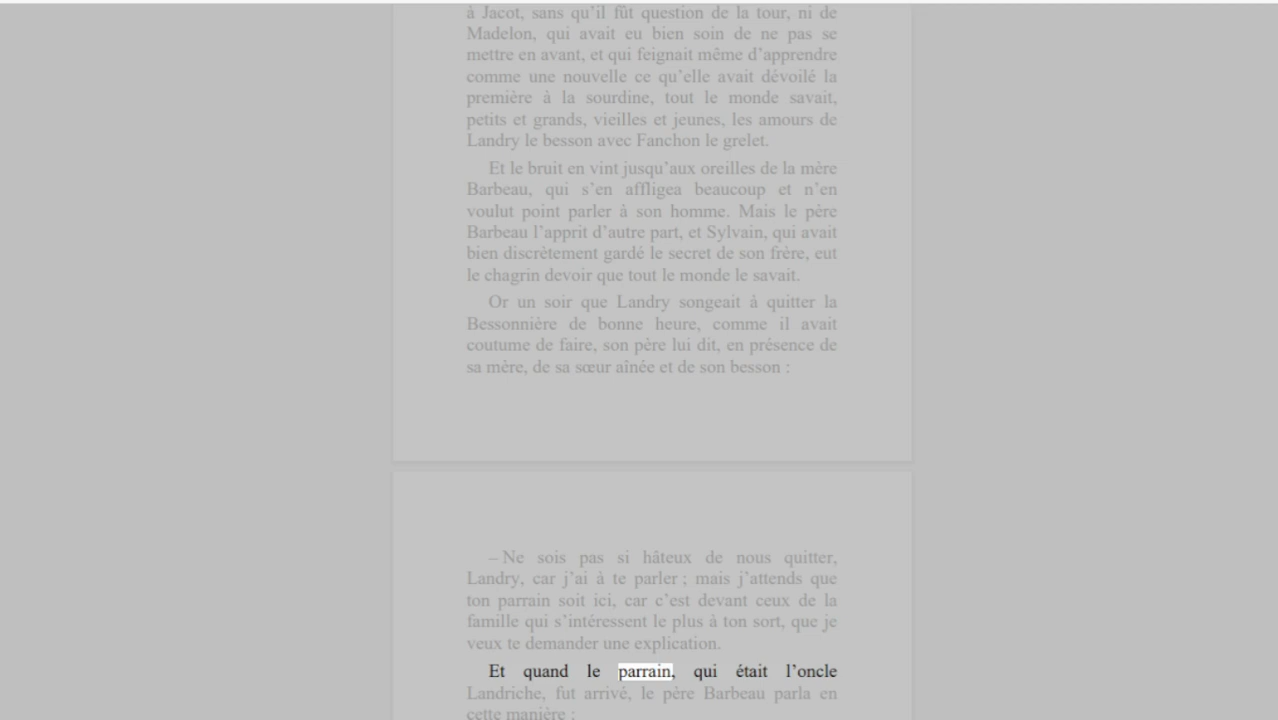 à Jacot, sans qu’il fût question de la tour, ni de
Madelon, qui avait eu bien soin de ne pas se
mettre en avant, et qui feignait même d’apprendre
comme une nouvelle ce qu’elle avait dévoilé la
première à la sourdine, tout le monde savait,
petits et grands, vieilles et jeunes, les amours de
Landry le besson avec Fanchon le grelet.
Et le bruit en vint jusqu’aux oreilles de la mère
Barbeau, qui s’en affligea beaucoup et n’en
voulut point parler à son homme. Mais le père
Barbeau l’apprit d’autre part, et Sylvain, qui avait
bien discrètement gardé le secret de son frère, eut
le chagrin devoir que tout le monde le savait.
Or un soir que Landry songeait à quitter la
Bessonnière de bonne heure, comme il avait
coutume de faire, son père lui dit, en présence de
sa mère, de sa sœur aînée et de son besson :
– Ne sois pas si hâteux de nous quitter,
Landry, car j’ai à te parler ; mais j’attends que
ton parrain soit ici, car c’est devant ceux de la
famille qui s’intéressent le plus à ton sort, que je
veux te demander une explication.
Et quand le parrain, qui était l’oncle
Landriche, fut arrivé, le père Barbeau parla en
cette manière :